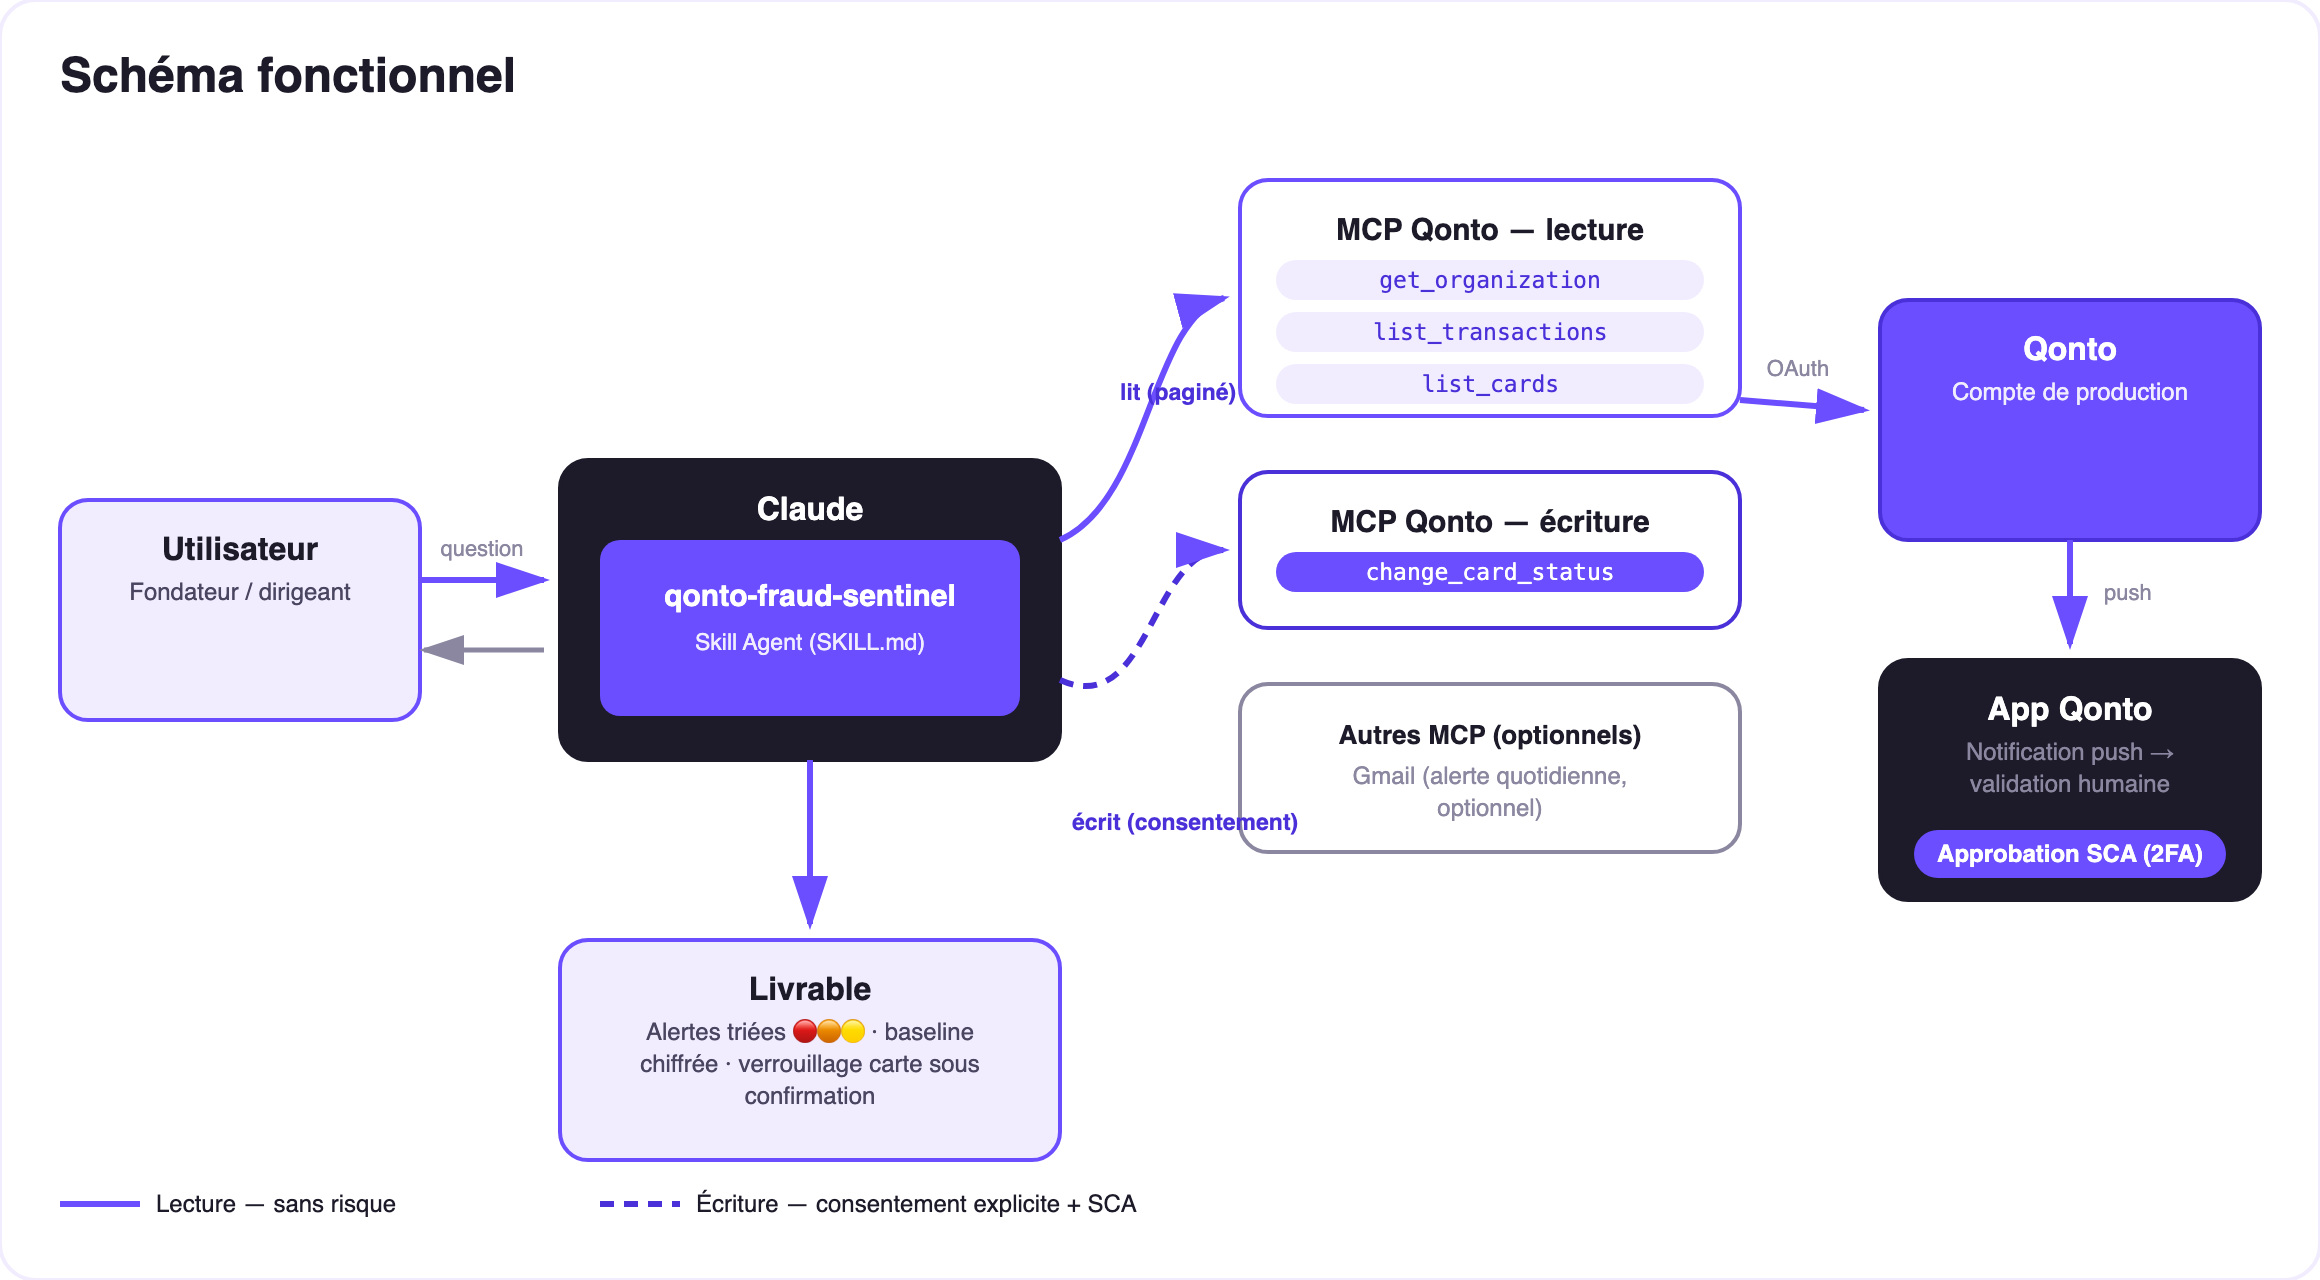 Schéma fonctionnel
Utilisateur
Fondateur / dirigeant
question
Claude
qonto-fraud-sentinel
Skill Agent (SKILL.md)
lit (paginé)
écrit (consentement)
MCP Qonto — lecture
get_organization
list_transactions
list_cards
MCP Qonto — écriture
change_card_status
Autres MCP (optionnels)
Gmail (alerte quotidienne,
optionnel)
OAuth
Qonto
Compte de production
push
App Qonto
Notification push →
validation humaine
Approbation SCA (2FA)
Livrable
Alertes triées 🔴🟠🟡 · baseline
chiffrée · verrouillage carte sous
confirmation
Lecture — sans risque
Écriture — consentement explicite + SCA